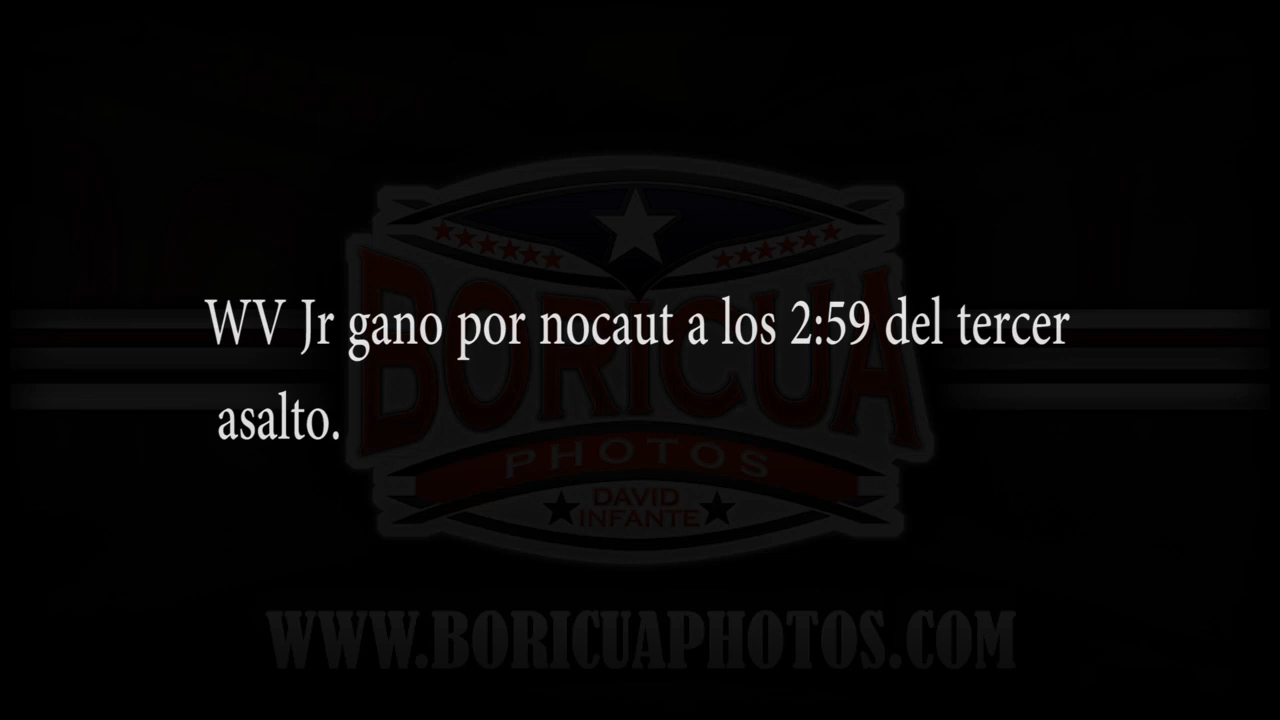 WV Jr gano por nocaut a los 2:59 del tercer
asalto.
BORICUA
PHOTOS
DAVID
INFANTE
WWW.BORICUAPHOTOS.COM